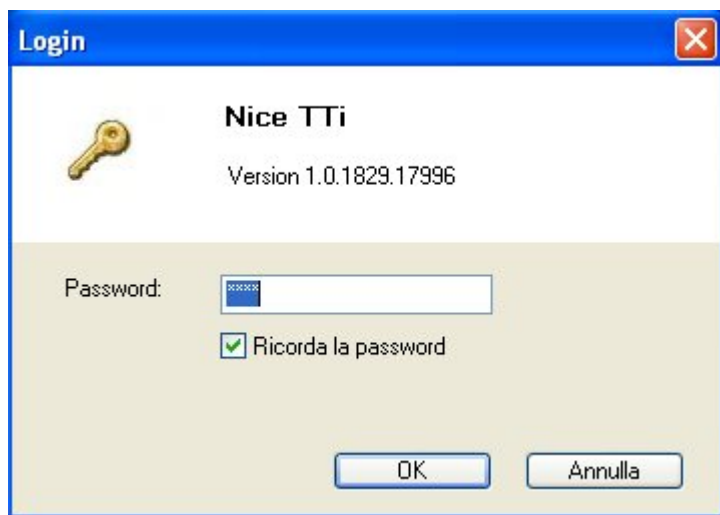 Login
Nice TTi
Version 1.0.1829.17996
Password: ****
Ricorda la password
OK Annulla